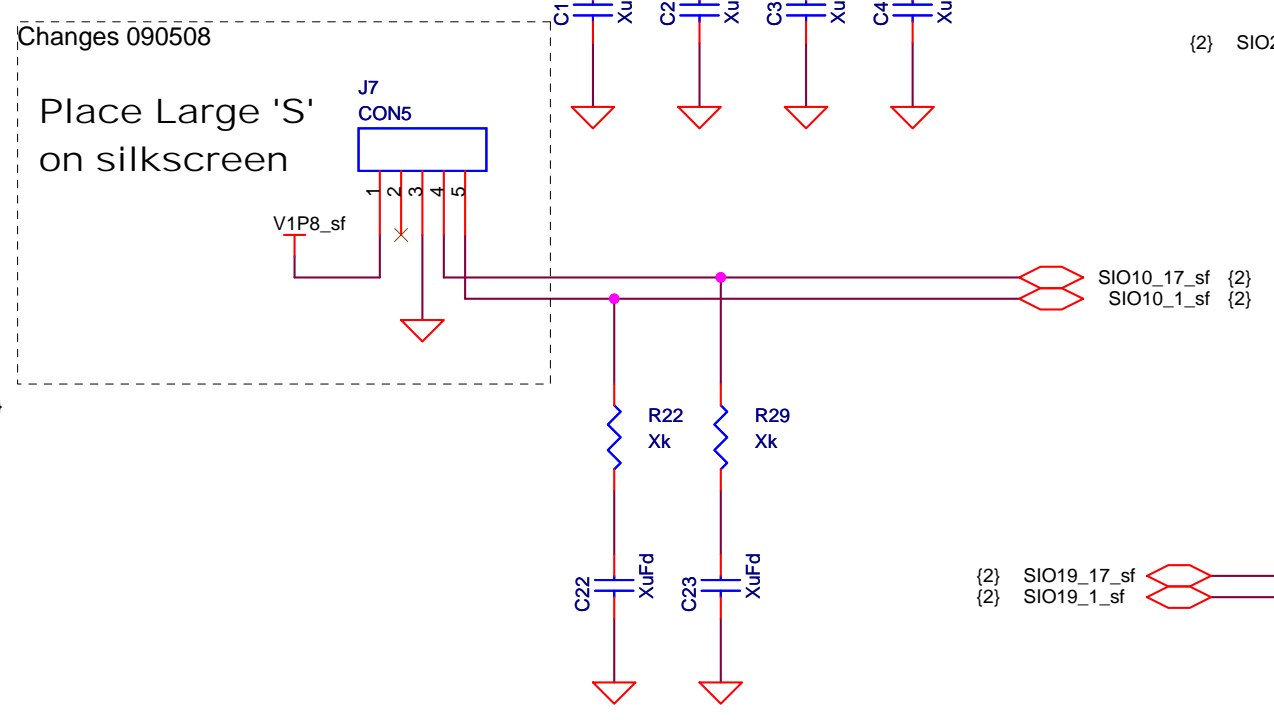 C1
Xu
C2
Xu
C3
Xu
C4
Xu
Changes 090508
{2} SIO2
Place Large 'S'
on silkscreen
J7
CON5
1
2
3
4
5
V1P8_sf
SIO10_17_sf {2}
SIO10_1_sf {2}
R22
Xk
R29
Xk
C22
XuFd
C23
XuFd
{2} SIO19_17_sf
{2} SIO19_1_sf